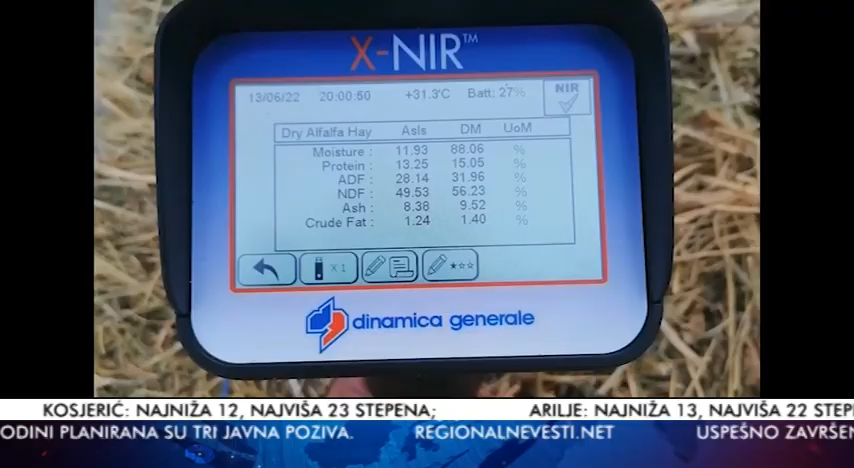 X-NIR™
13/06/22 20:00:50 +31.3°C Batt: 27% NIR
Dry Alfalfa Hay AsIs DM UoM
Moisture : 11.93 88.06 %
Protein : 13.25 15.05 %
ADF : 28.14 31.96 %
NDF : 49.53 56.23 %
Ash : 8.38 9.52 %
Crude Fat : 1.24 1.40 %
X 1
dinamica generale
KOSJERIĆ: NAJNIŽA 12, NAJVIŠA 23 STEPENA; ARILJE: NAJNIŽA 13, NAJVIŠA 22 STEP
ODINI PLANIRANA SU TRI JAVNA POZIVA. REGIONALNEVESTI.NET USPEŠNO ZAVRŠEN